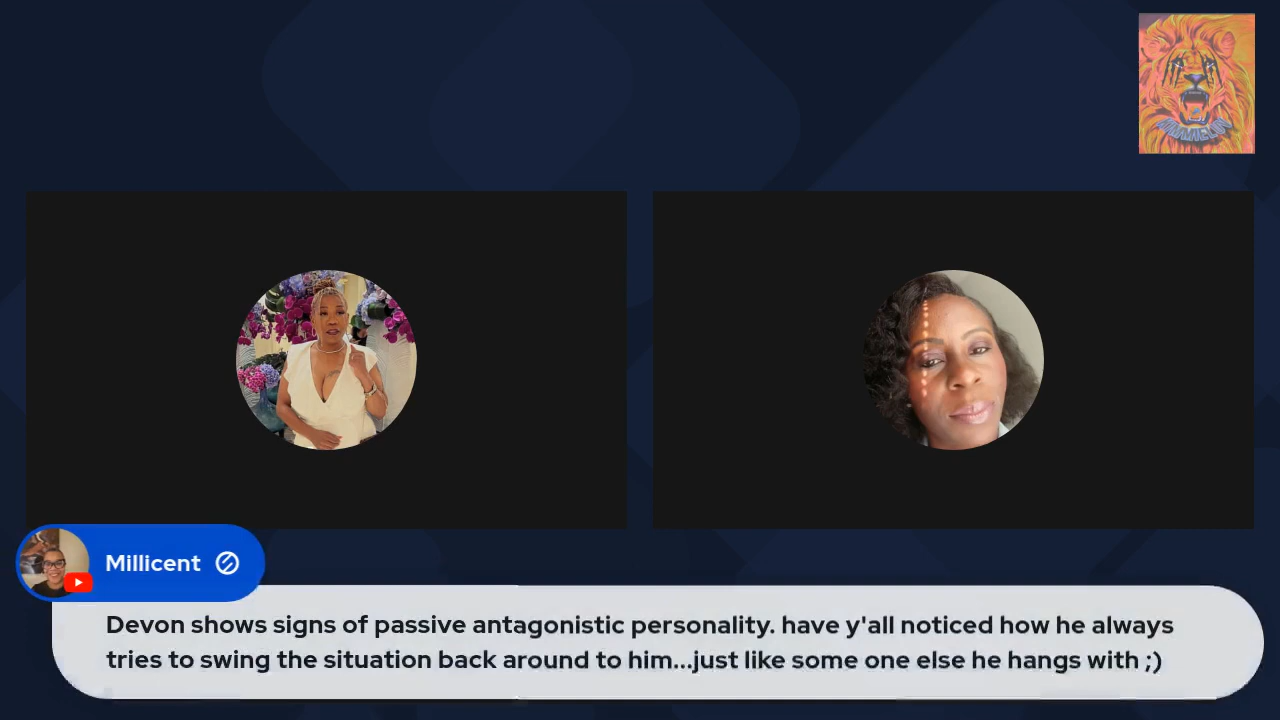 Millicent
Devon shows signs of passive antagonistic personality. have y'all noticed how he always
tries to swing the situation back around to him...just like some one else he hangs with ;)